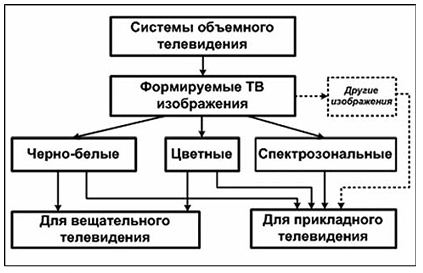 Системы объемного
телевидения
Формируемые ТВ
изображения
Другие
изображения
Черно-белые
Цветные
Спектрозональные
Для вещательного
телевидения
Для прикладного
телевидения